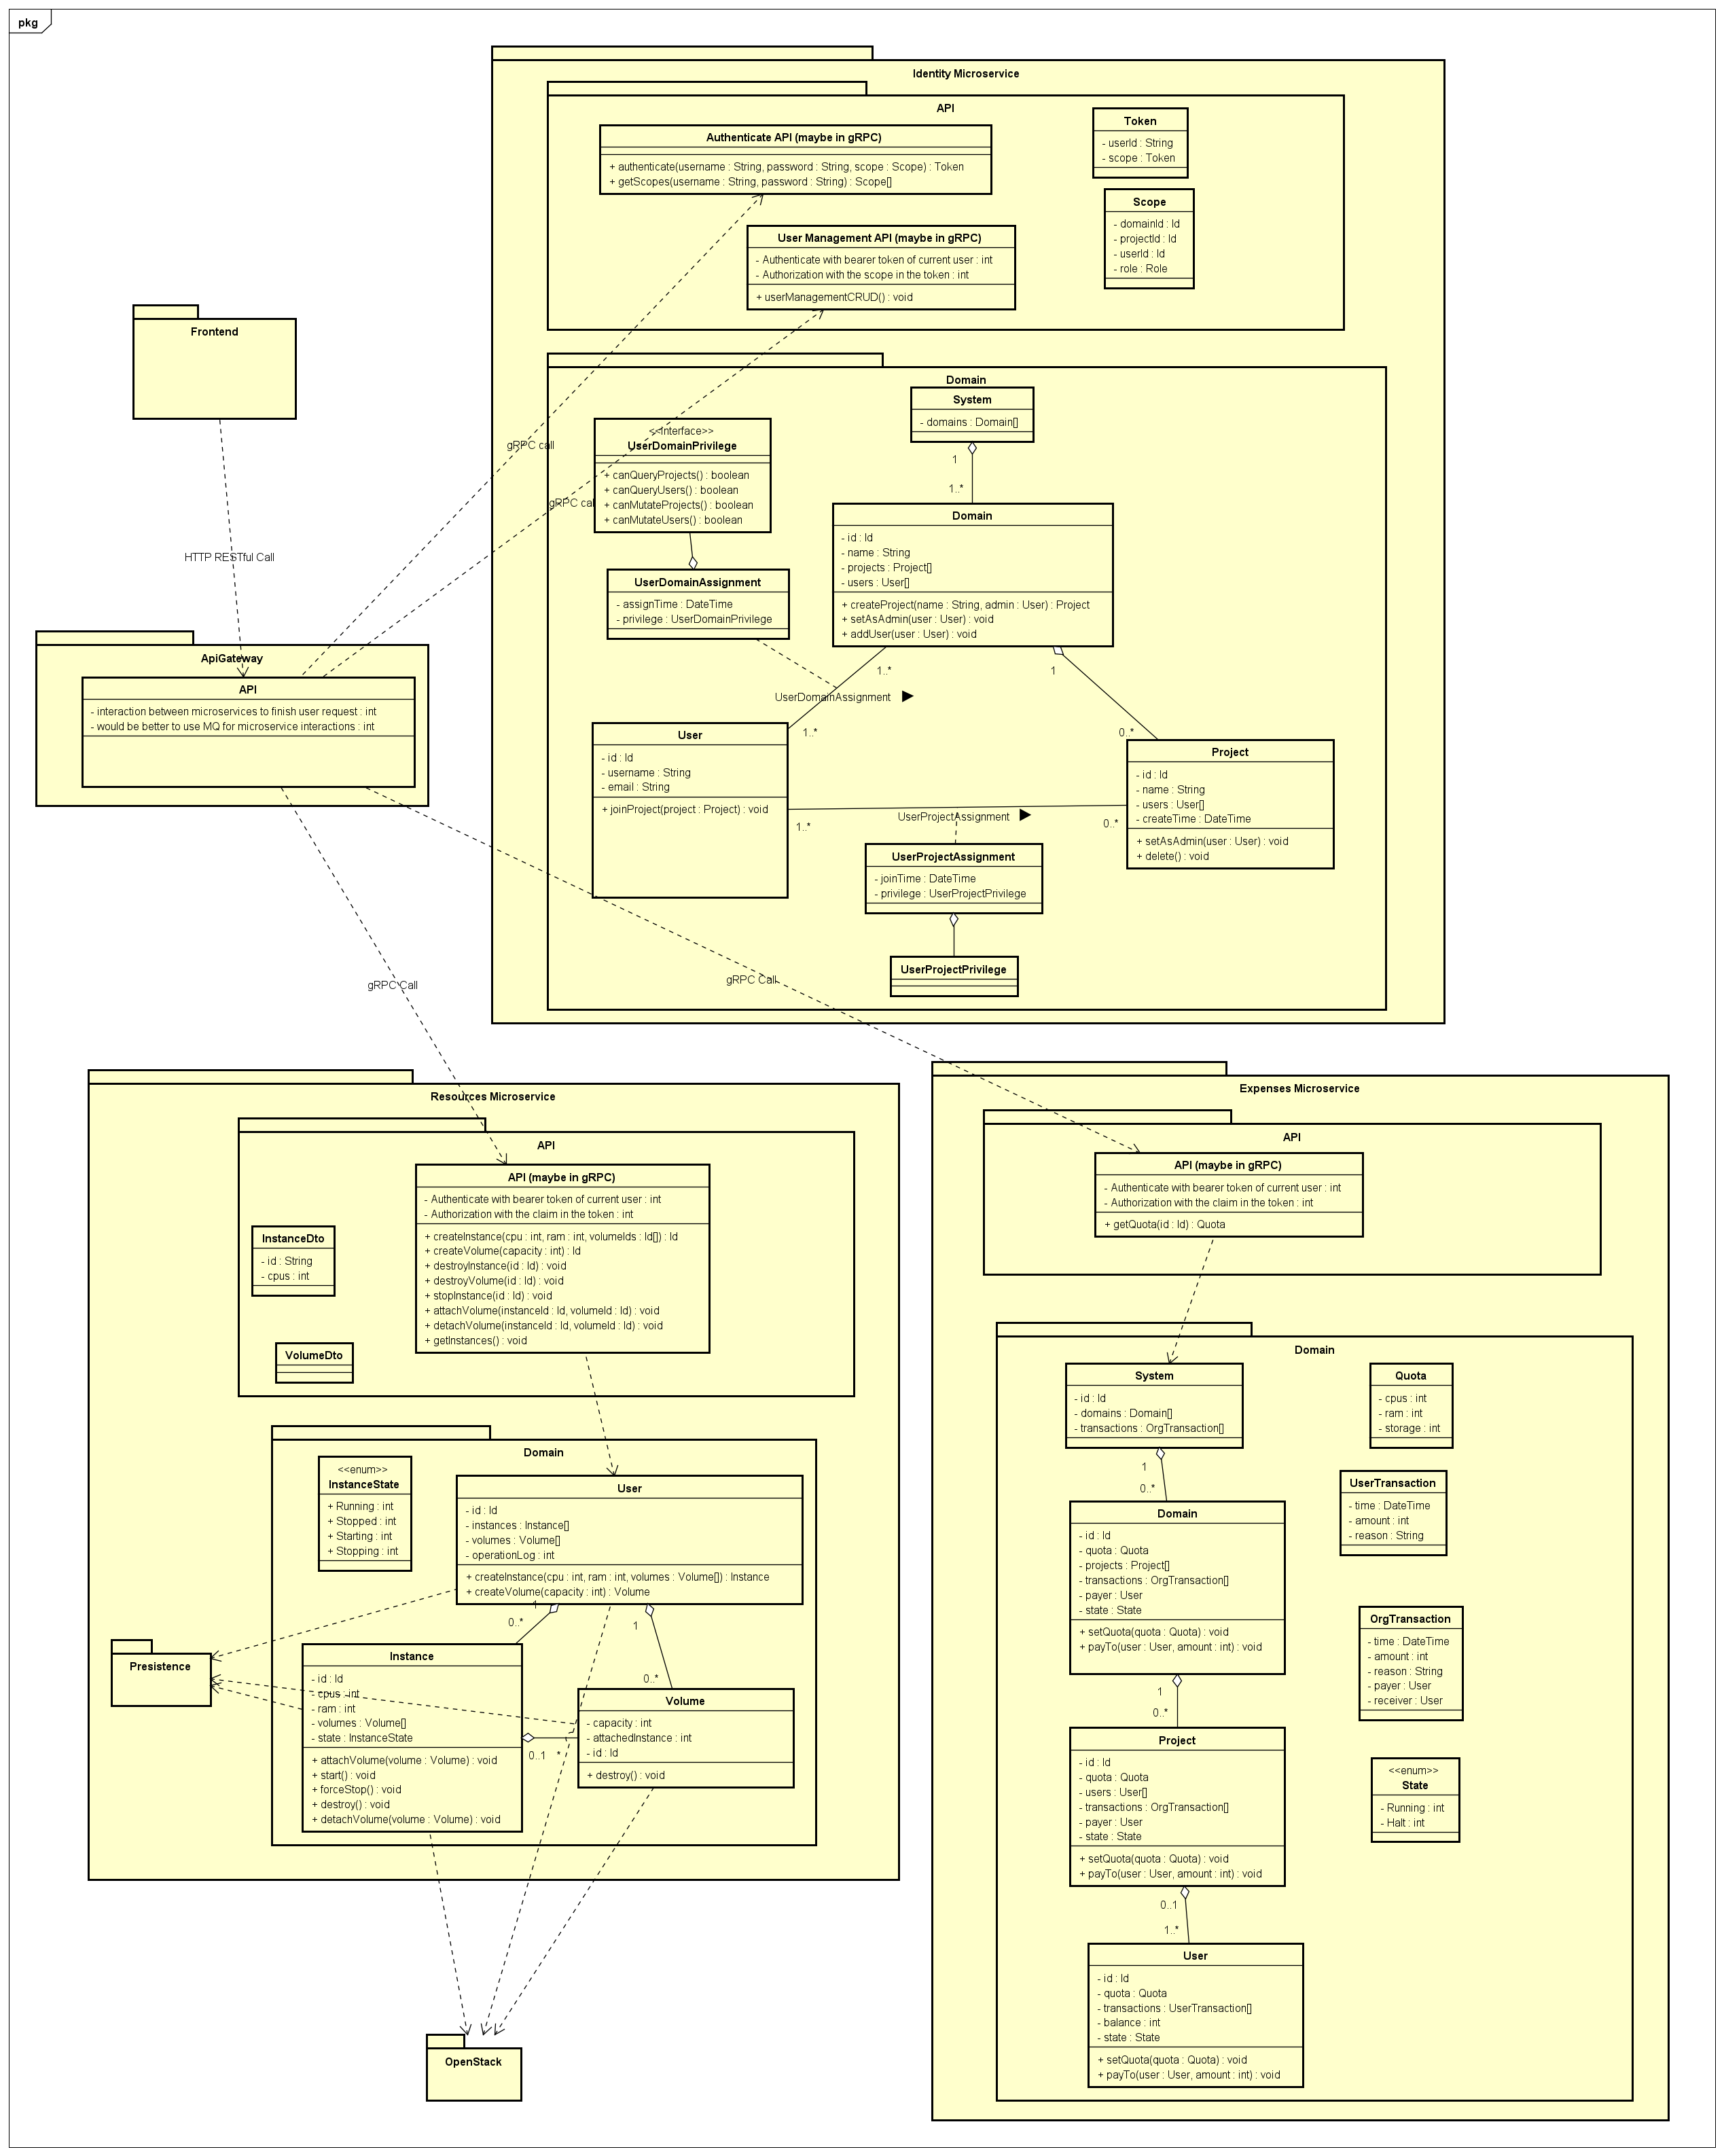 pkg
Identity Microservice
API
Authenticate API (maybe in gRPC)
+ authenticate(username : String, password : String, scope : Scope) : Token
+ getScopes(username : String, password : String) : Scope[]
Token
- userId : String
- scope : Token
Scope
- domainId : Id
- projectId : Id
- userId : Id
- role : Role
User Management API (maybe in gRPC)
- Authenticate with bearer token of current user : int
- Authorization with the scope in the token : int
+ userManagementCRUD() : void
Frontend
HTTP RESTful Call
gRPC call
gRPC call
Domain
System
- domains : Domain[]
1
1..*
<<interface>>
UserDomainPrivilege
+ canQueryProjects() : boolean
+ canQueryUsers() : boolean
+ canMutateProjects() : boolean
+ canMutateUsers() : boolean
Domain
- id : Id
- name : String
- projects : Project[]
- users : User[]
+ createProject(name : String, admin : User) : Project
+ setAsAdmin(user : User) : void
+ addUser(user : User) : void
UserDomainAssignment
- assignTime : DateTime
- privilege : UserDomainPrivilege
1..*
1
UserDomainAssignment
1..*
0..*
User
- id : Id
- username : String
- email : String
+ joinProject(project : Project) : void
Project
- id : Id
- name : String
- users : User[]
- createTime : DateTime
+ setAsAdmin(user : User) : void
+ delete() : void
UserProjectAssignment
1..*
0..*
UserProjectAssignment
- joinTime : DateTime
- privilege : UserProjectPrivilege
UserProjectPrivilege
ApiGateway
API
- interaction between microservices to finish user request : int
- would be better to use MQ for microservice interactions : int
gRPC Call
gRPC Call
Resources Microservice
API
API (maybe in gRPC)
- Authenticate with bearer token of current user : int
- Authorization with the claim in the token : int
+ createInstance(cpu : int, ram : int, volumeIds : Id[]) : Id
+ createVolume(capacity : int) : Id
+ destroyInstance(id : Id) : void
+ destroyVolume(id : Id) : void
+ stopInstance(id : Id) : void
+ attachVolume(instanceId : Id, volumeId : Id) : void
+ detachVolume(instanceId : Id, volumeId : Id) : void
+ getInstances() : void
InstanceDto
- id : String
- cpus : int
VolumeDto
Domain
<<enum>>
InstanceState
+ Running : int
+ Stopped : int
+ Starting : int
+ Stopping : int
User
- id : Id
- instances : Instance[]
- volumes : Volume[]
- operationLog : int
+ createInstance(cpu : int, ram : int, volumes : Volume[]) : Instance
+ createVolume(capacity : int) : Volume
1
0..*
1
0..*
Presistence
Instance
- id : Id
- cpus : int
- ram : int
- volumes : Volume[]
- state : InstanceState
+ attachVolume(volume : Volume) : void
+ start() : void
+ forceStop() : void
+ destroy() : void
+ detachVolume(volume : Volume) : void
0..1
*
Volume
- capacity : int
- attachedInstance : int
- id : Id
+ destroy() : void
OpenStack
Expenses Microservice
API
API (maybe in gRPC)
- Authenticate with bearer token of current user : int
- Authorization with the claim in the token : int
+ getQuota(id : Id) : Quota
Domain
System
- id : Id
- domains : Domain[]
- transactions : OrgTransaction[]
1
0..*
Quota
- cpus : int
- ram : int
- storage : int
UserTransaction
- time : DateTime
- amount : int
- reason : String
Domain
- id : Id
- quota : Quota
- projects : Project[]
- transactions : OrgTransaction[]
- payer : User
- state : State
+ setQuota(quota : Quota) : void
+ payTo(user : User, amount : int) : void
1
0..*
OrgTransaction
- time : DateTime
- amount : int
- reason : String
- payer : User
- receiver : User
Project
- id : Id
- quota : Quota
- users : User[]
- transactions : OrgTransaction[]
- payer : User
- state : State
+ setQuota(quota : Quota) : void
+ payTo(user : User, amount : int) : void
<<enum>>
State
- Running : int
- Halt : int
0..1
1..*
User
- id : Id
- quota : Quota
- transactions : UserTransaction[]
- balance : int
- state : State
+ setQuota(quota : Quota) : void
+ payTo(user : User, amount : int) : void